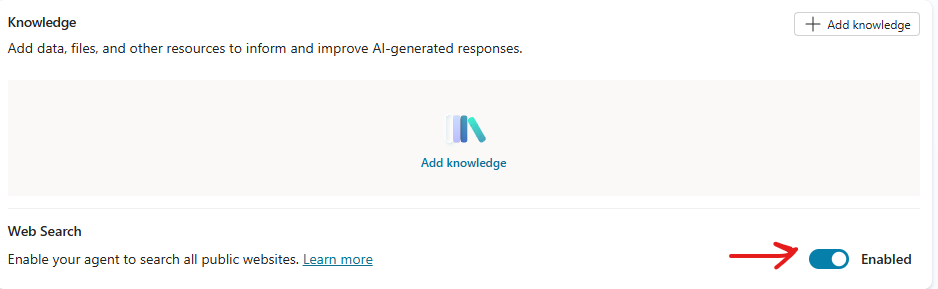 Knowledge
Add knowledge
Add data, files, and other resources to inform and improve AI-generated responses.
Add knowledge
Web Search
Enable your agent to search all public websites. Learn more
Enabled